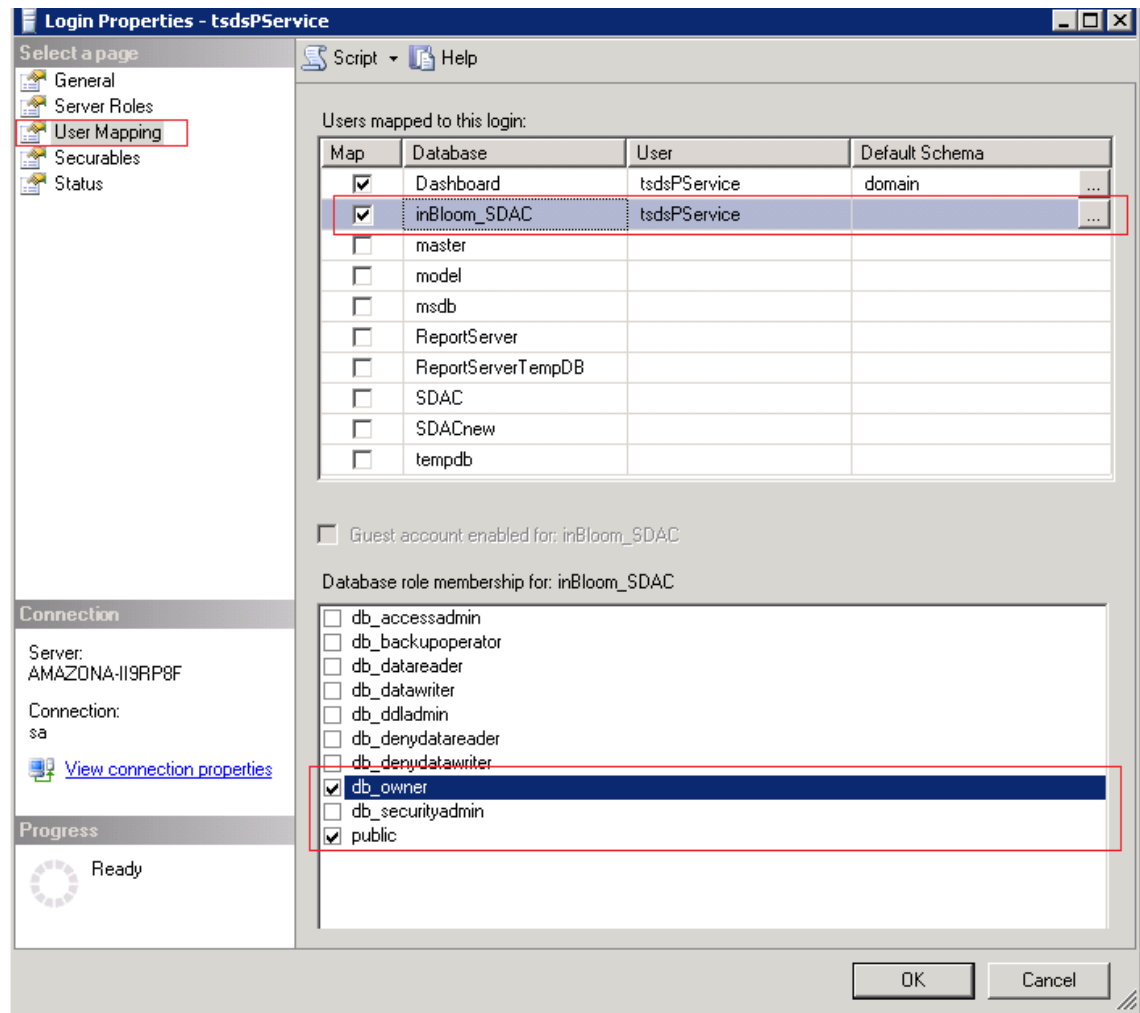 Login Properties - tsdsPService
Select a page
General
Server Roles
User Mapping
Securables
Status
Script Help
Users mapped to this login:
Map Database User Default Schema
Dashboard tsdsPService domain ...
inBloom_SDAC tsdsPService ...
master
model
msdb
ReportServer
ReportServerTempDB
SDAC
SDACnew
tempdb
Guest account enabled for: inBloom_SDAC
Database role membership for: inBloom_SDAC
db_accessadmin
db_backupoperator
db_datareader
db_datawriter
db_ddladmin
db_denydatareader
db_denydatawriter
db_owner
db_securityadmin
public
Connection
Server:
AMAZONA-II9RP8F
Connection:
sa
View connection properties
Progress
Ready
OK Cancel